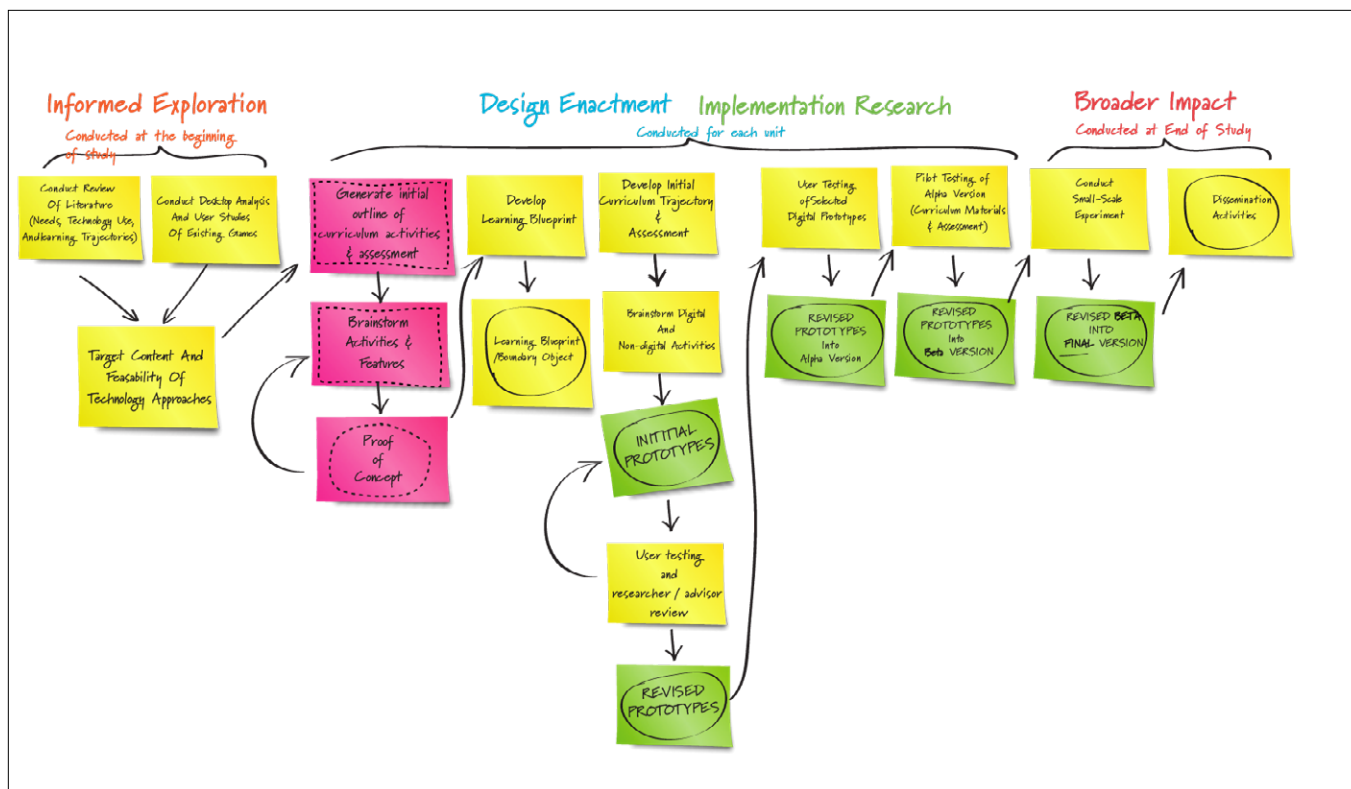 Informed Exploration
Conducted at the beginning
of study
Design Enactment
Implementation Research
Conducted for each unit
Broader Impact
Conducted at End of Study
Conduct Review
Of Literature
(Needs, Technology Use,
Andlearning Trajectories)
Conduct Desktop Analysis
And User Studies
Of Existing Games
Target Content And
Feasability Of
Technology Approaches
Generate initial
outline of
curriculum activities
& assessment
Brainstorm
Activities &
Features
Proof
of
Concept
Develop
Learning Blueprint
Learning Blueprint
/Boundary Object
Develop Initial
Curriculum Trajectory
&
Assessment
Brainstorm Digital
And
Non-digital Activities
INITITIAL
PROTOTYPES
User testing
and
researcher / advisor
review
REVISED
PROTOTYPES
User Testing
ofSelected
Digital Prototypes
REVISED
PROTOTYPES
Into
Alpha Version
Pilot Testing of
Alpha Version
(Curriculum Materials
& Assessment)
REVISED
PROTOTYPES
Into
Beta VERSION
Conduct
Small-Scale
Experiment
REVISED BETA
INTO
FINAL VERSION
Dissemination
Activities